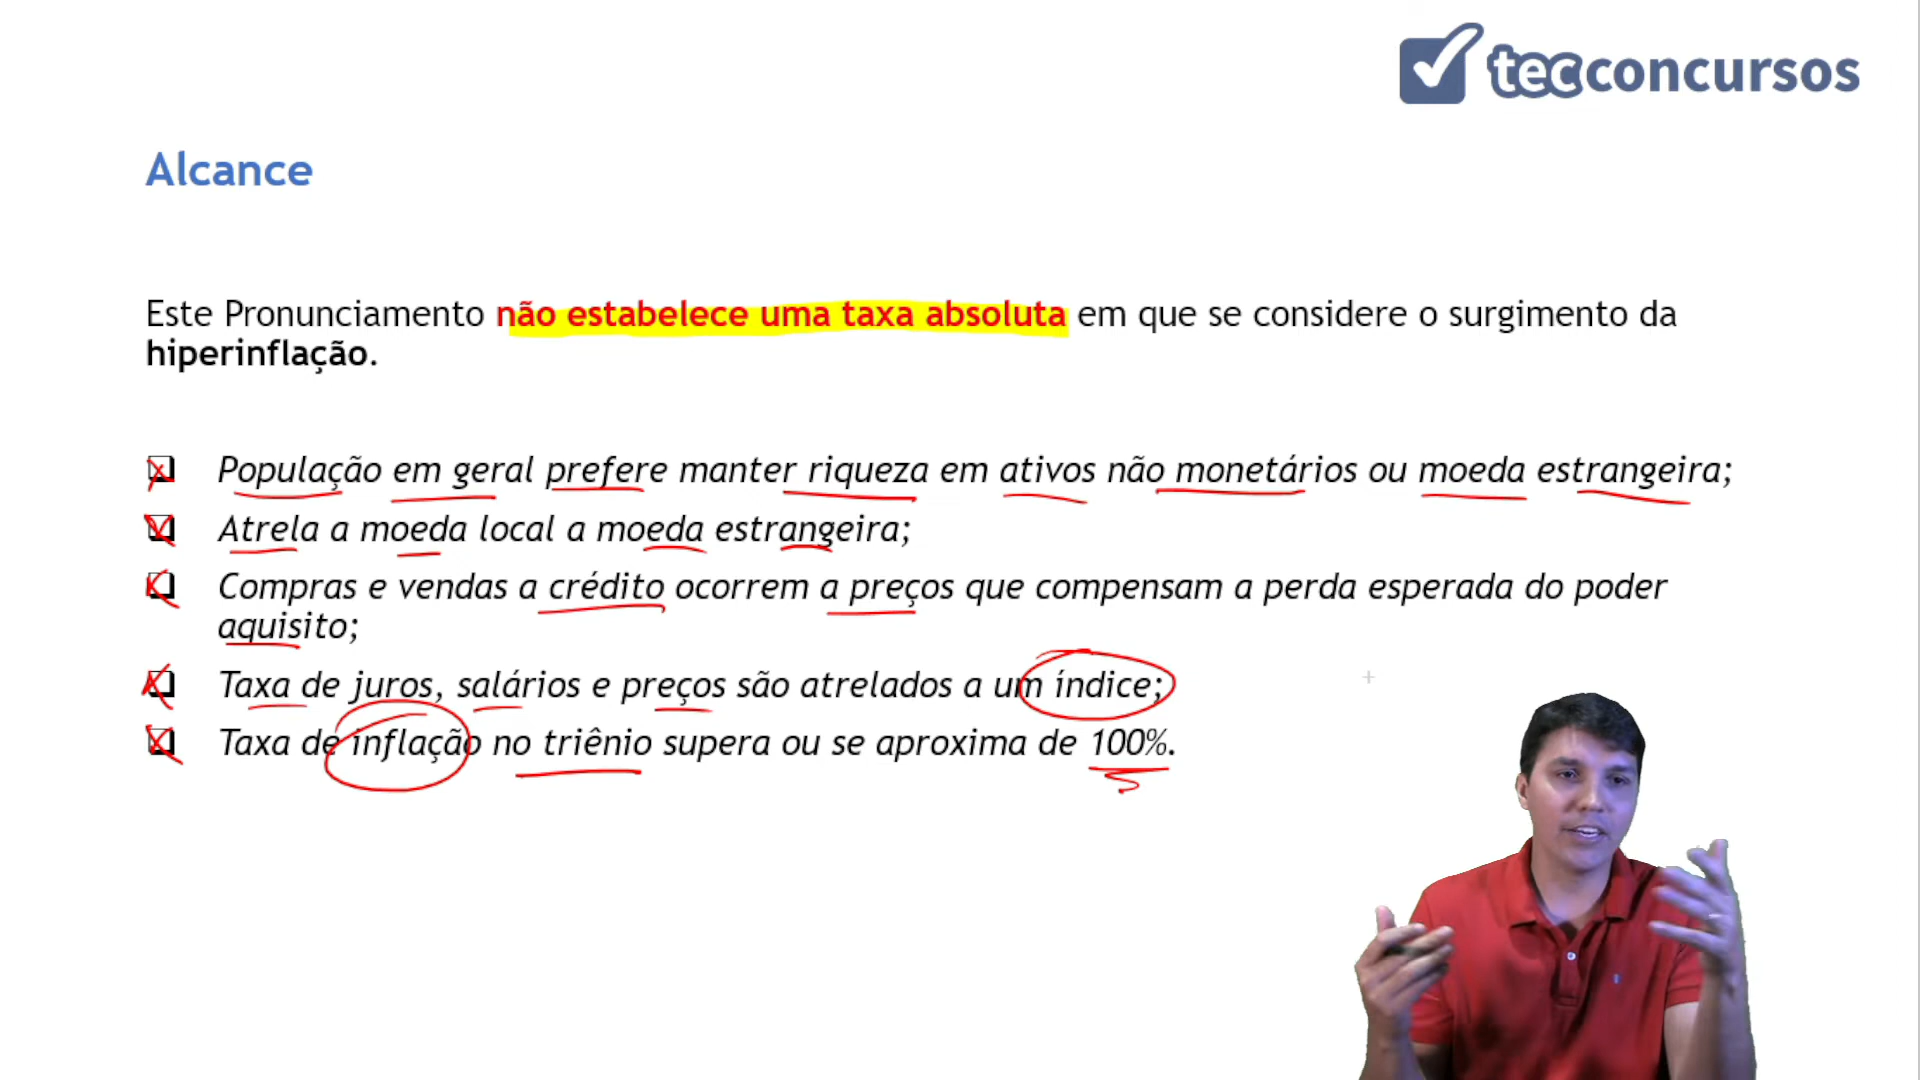 tecconcursos
Alcance
Este Pronunciamento não estabelece uma taxa absoluta em que se considere o surgimento da
hiperinflação.
População em geral prefere manter riqueza em ativos não monetários ou moeda estrangeira;
Atrela a moeda local a moeda estrangeira;
Compras e vendas a crédito ocorrem a preços que compensam a perda esperada do poder
aquisito;
Taxa de juros, salários e preços são atrelados a um índice;
Taxa de inflação no triênio supera ou se aproxima de 100%.